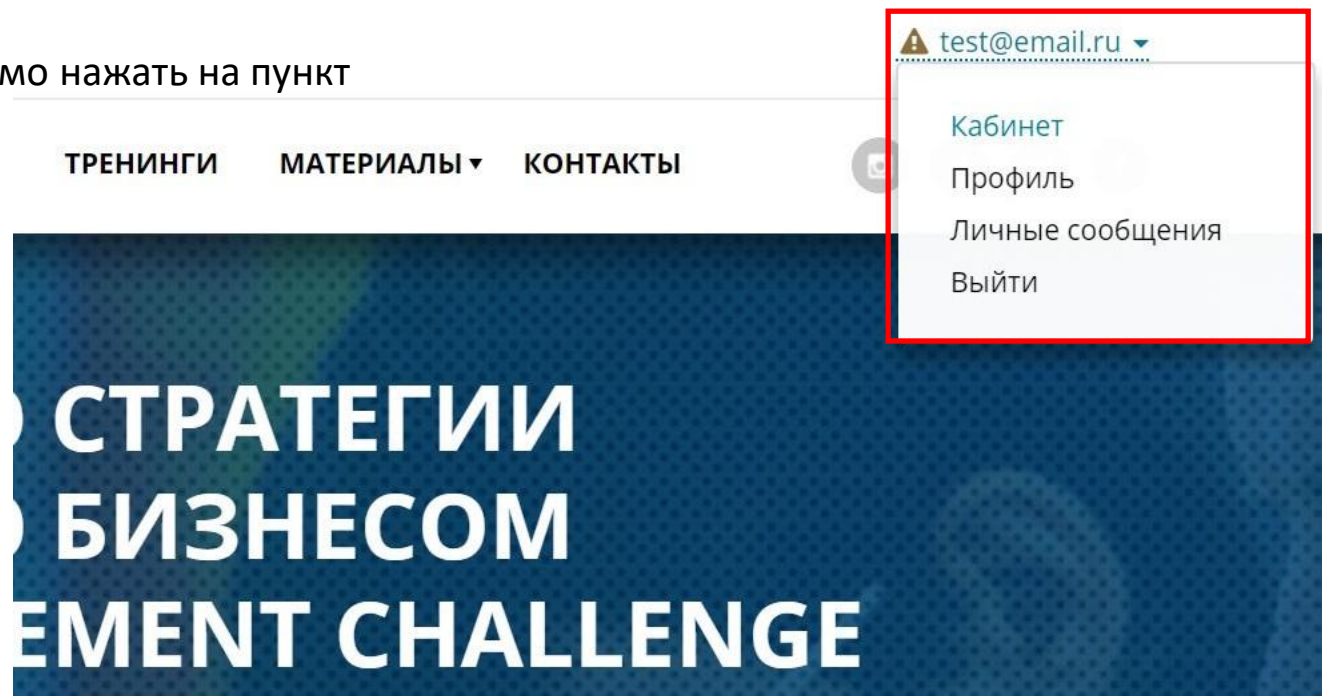 test@email.ru
мо нажать на пункт
ТРЕНИНГИ МАТЕРИАЛЫ КОНТАКТЫ
Кабинет
Профиль
Личные сообщения
Выйти
СТРАТЕГИИ
БИЗНЕСОМ
EMENT CHALLENGE